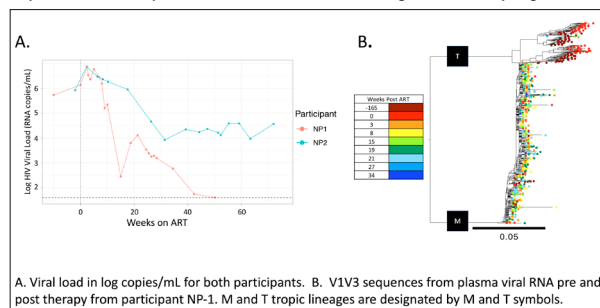 A.
Log HIV Viral Load (RNA copies/mL)
6
5
4
3
2
0
20
40
60
Weeks on ART
Participant
NP1
NP2
B.
Weeks Post ART
-165
0
3
8
15
19
21
27
34
T
M
0.05
A. Viral load in log copies/mL for both participants. B. V1V3 sequences from plasma viral RNA pre and
post therapy from participant NP-1. M and T tropic lineages are designated by M and T symbols.